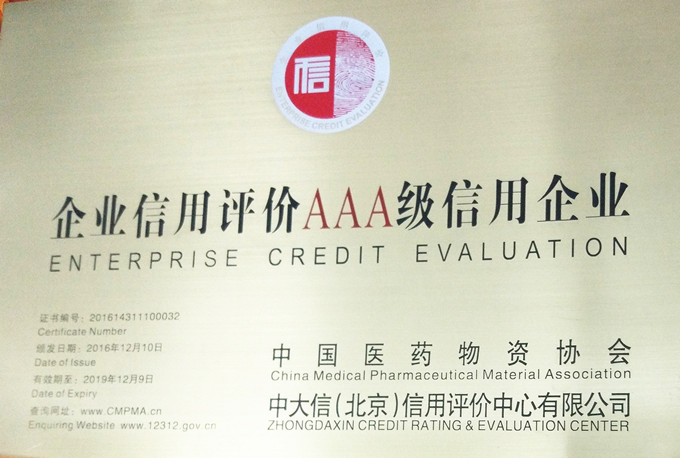 信
ENTERPRISE CREDIT EVALUATION
企业信用评价AAA级信用企业
ENTERPRISE CREDIT EVALUATION
证书编号：201614311100032
Certificate Number
颁发日期：2016年12月10日
Date of Issue
有效期至：2019年12月9日
Date of Expiry
查询网址：www.CMPMA.cn
Enquiring Website www.12312.gov.cn
中国医药物资协会
China Medical Pharmaceutical Material Association
中大信(北京)信用评价中心有限公司
ZHONGDAXIN CREDIT RATING & EVALUATION CENTER